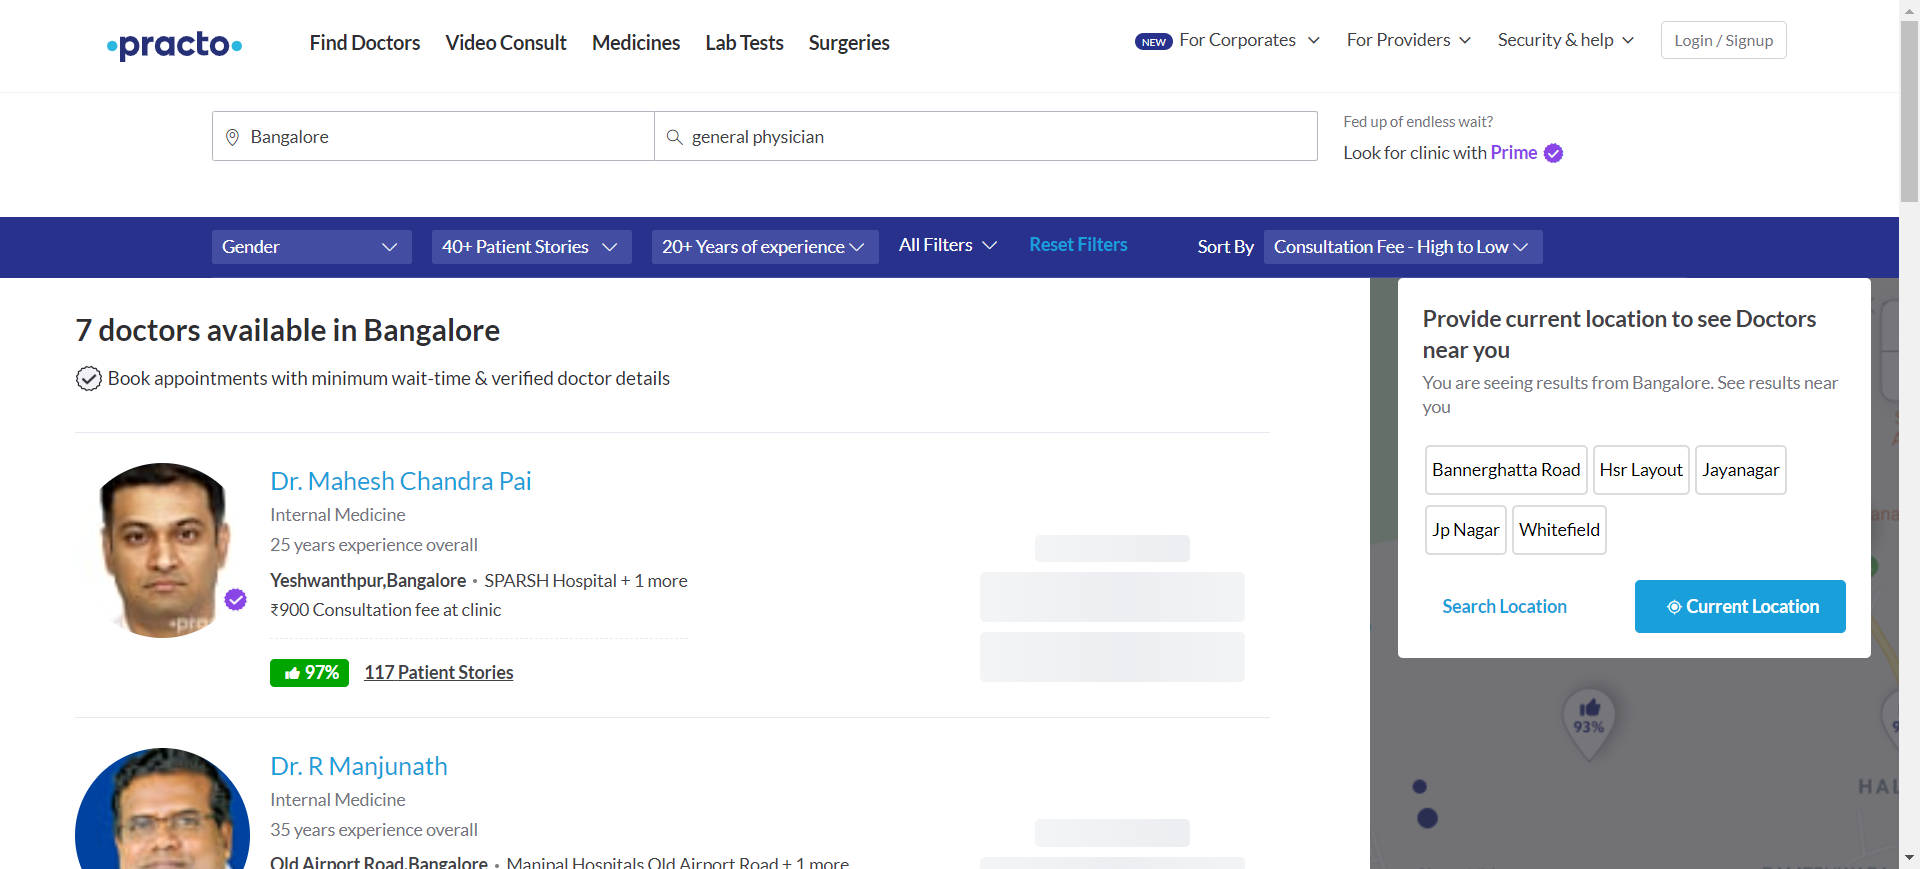 practo
Find Doctors
Video Consult
Medicines
Lab Tests
Surgeries
NEW For Corporates
For Providers
Security & help
Login / Signup
Bangalore
general physician
Fed up of endless wait?
Look for clinic with Prime
Gender
40+ Patient Stories
20+ Years of experience
All Filters
Reset Filters
Sort By
Consultation Fee - High to Low
7 doctors available in Bangalore
Book appointments with minimum wait-time & verified doctor details
Dr. Mahesh Chandra Pai
Internal Medicine
25 years experience overall
Yeshwanthpur,Bangalore • SPARSH Hospital + 1 more
₹900 Consultation fee at clinic
97%
117 Patient Stories
Dr. R Manjunath
Internal Medicine
35 years experience overall
Old Airport Road,Bangalore • Manipal Hospitals Old Airport Road + 1 more
Provide current location to see Doctors
near you
You are seeing results from Bangalore. See results near
you
Bannerghatta Road
Hsr Layout
Jayanagar
Jp Nagar
Whitefield
Search Location
Current Location
93%
HAL